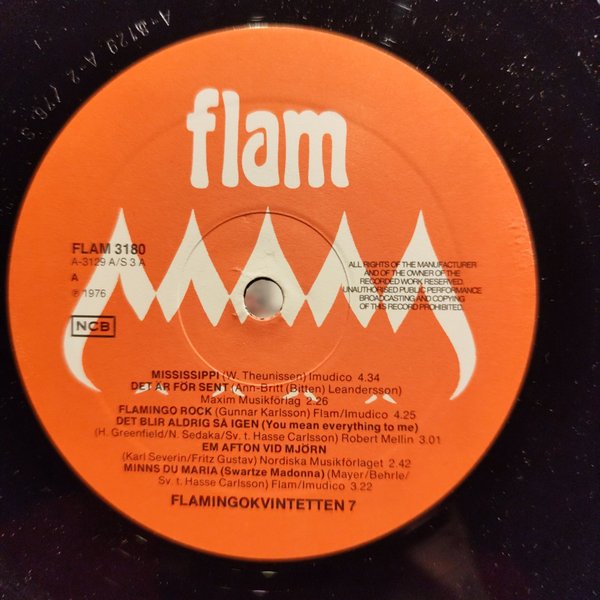 flam
FLAM 3180
A-3129 A/S 3 A
A
℗ 1976
NCB
ALL RIGHTS OF THE MANUFACTURER
AND OF THE OWNER OF THE
RECORDED WORK RESERVED.
UNAUTHORISED PUBLIC PERFORMANCE
BROADCASTING AND COPYING
OF THIS RECORD PROHIBITED.
MISSISSIPPI (W. Theunissen) Imudico 4.34
DET ÄR FÖR SENT (Ann-Britt (Bitten) Leandersson)
Maxim Musikförlag 2.26
FLAMINGO ROCK (Gunnar Karlsson) Flam/Imudico 4.25
DET BLIR ALDRIG SÅ IGEN (You mean everything to me)
(H. Greenfield/N. Sedaka/Sv. t. Hasse Carlsson) Robert Mellin 3.01
EM AFTON VID MJÖRN
(Karl Severin/Fritz Gustav) Nordiska Musikförlaget 2.42
MINNS DU MARIA (Swartze Madonna) (Mayer/Behrle/
Sv. t. Hasse Carlsson) Flam/Imudico 3.22
FLAMINGOKVINTETTEN 7